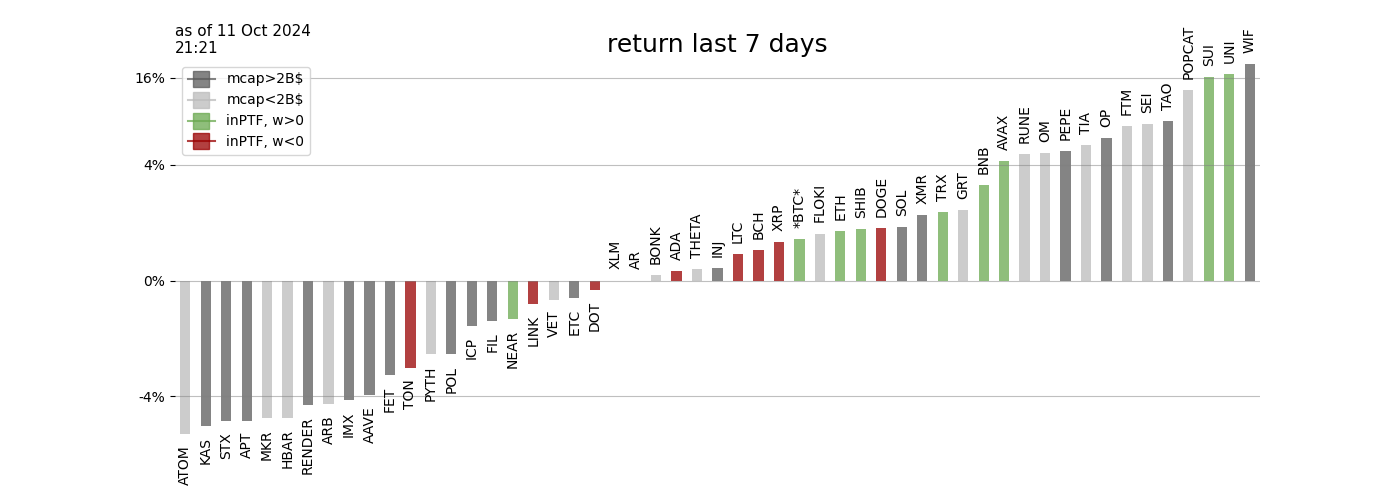 as of 11 Oct 2024
21:21
return last 7 days
mcap>2B$
mcap<2B$
inPTF, w>0
inPTF, w<0
16%
4%
0%
-4%
ATOM
KAS
STX
APT
MKR
HBAR
RENDER
ARB
IMX
AAVE
FET
TON
PYTH
POL
ICP
FIL
NEAR
LINK
VET
ETC
DOT
XLM
AR
BONK
ADA
THETA
INJ
LTC
BCH
XRP
*BTC*
FLOKI
ETH
SHIB
DOGE
SOL
XMR
TRX
GRT
BNB
AVAX
RUNE
OM
PEPE
TIA
OP
FTM
SEI
TAO
POPCAT
SUI
UNI
WIF